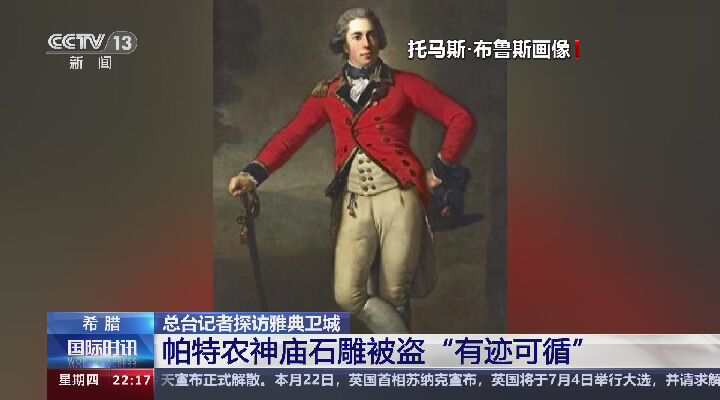 CCTV 13
新闻
托马斯·布鲁斯画像
希腊
总台记者探访雅典卫城
国际时讯
帕特农神庙石雕被盗“有迹可循”
星期四 22:17 天宣布正式解散。本月22日，英国首相苏纳克宣布，英国将于7月4日举行大选，并请求解